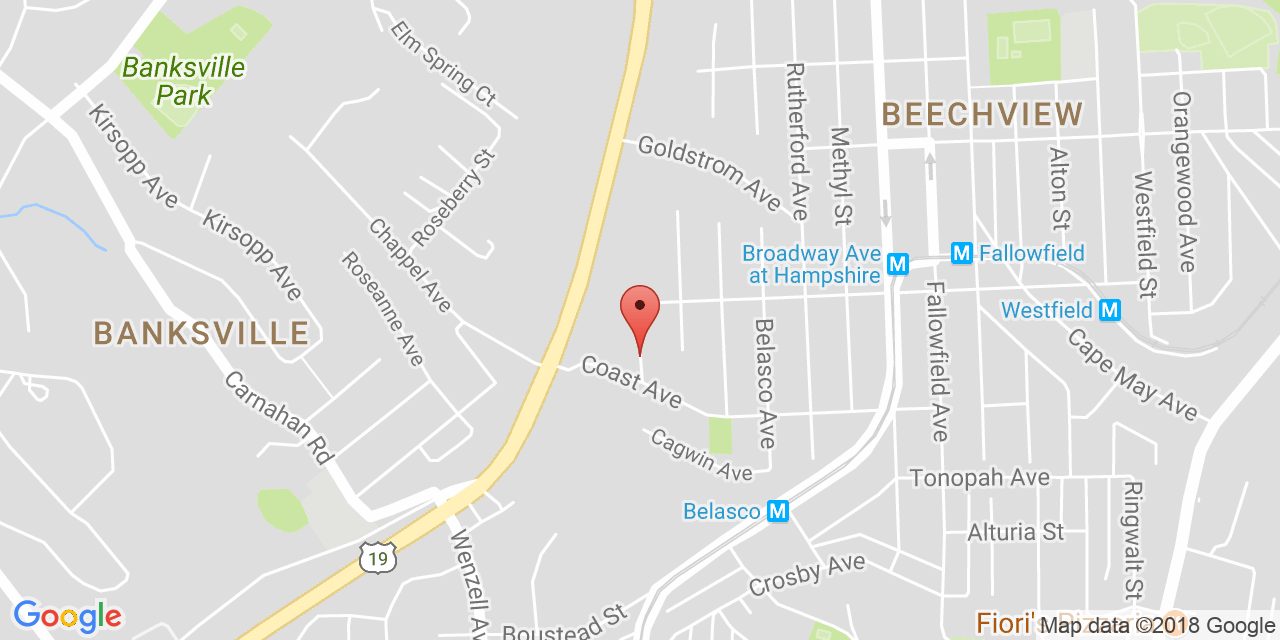 Elm Spring Ct
Banksville
Park
Kirsopp Ave
Goldstrom Ave
Rutherford Ave
Methyl St
BEECHVIEW
Alton St
Orangewood Ave
Westfield St
Roseberry St
Kirsopp Ave
Chappel Ave
Roseanne Ave
Broadway Ave
at Hampshire
M
M
Fallowfield
Westfield
M
BANKSVILLE
Belasco Ave
Fallowfield Ave
Cape May Ave
Coast Ave
Carnahan Rd
Cagwin Ave
Tonopah Ave
Ringwalt St
Belasco
M
Alturia St
19
Wenzell Av
Crosby Ave
Boustead St
Google
Fiori's Pizzeria
Map data ©2018 Google